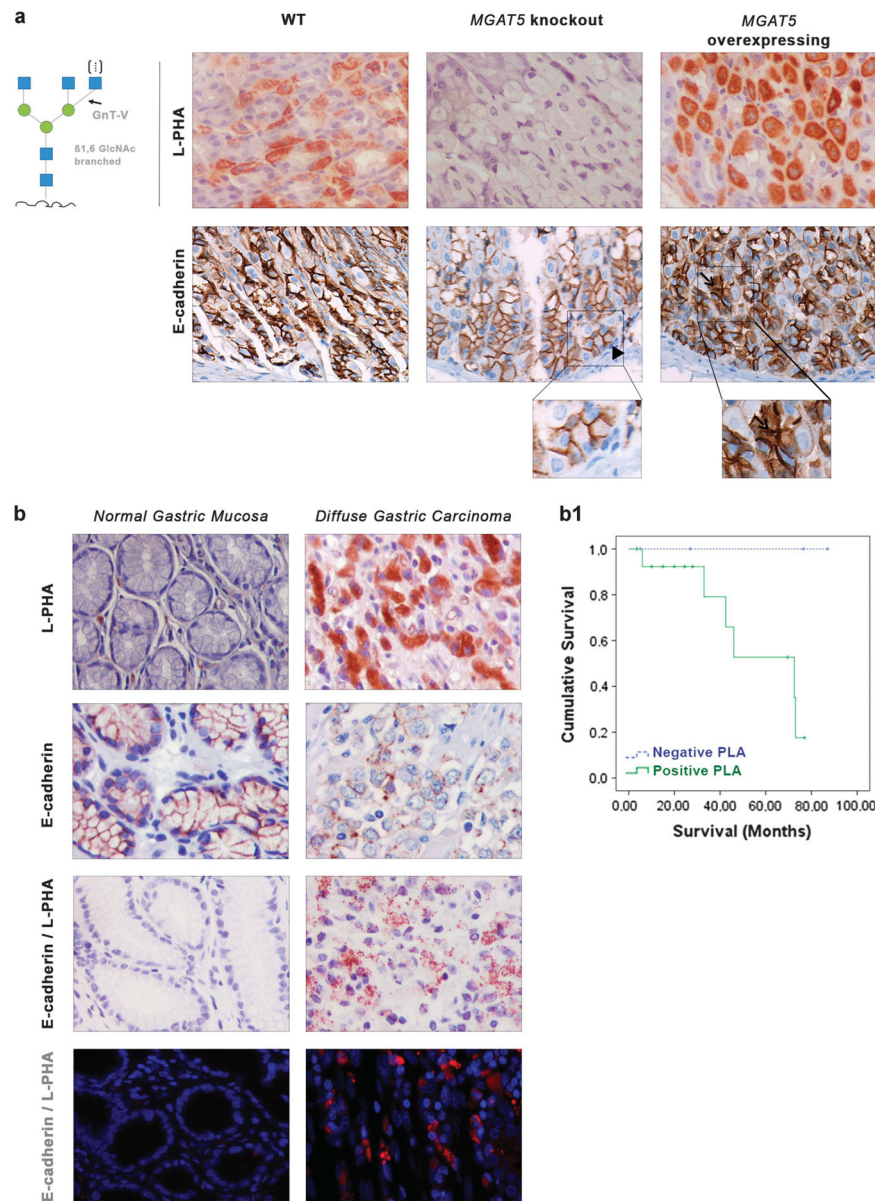 a
WT
MGAT5 knockout
MGAT5
overexpressing
[...]
GnT-V
ß1,6 GlcNAc
branched
L-PHA
E-cadherin
b
Normal Gastric Mucosa
Diffuse Gastric Carcinoma
L-PHA
E-cadherin
E-cadherin / L-PHA
E-cadherin / L-PHA
b1
Cumulative Survival
1.0
0.8
0.6
0.4
0.2
0.0
Negative PLA
Positive PLA
0.00
20.00
40.00
60.00
80.00
100.00
Survival (Months)